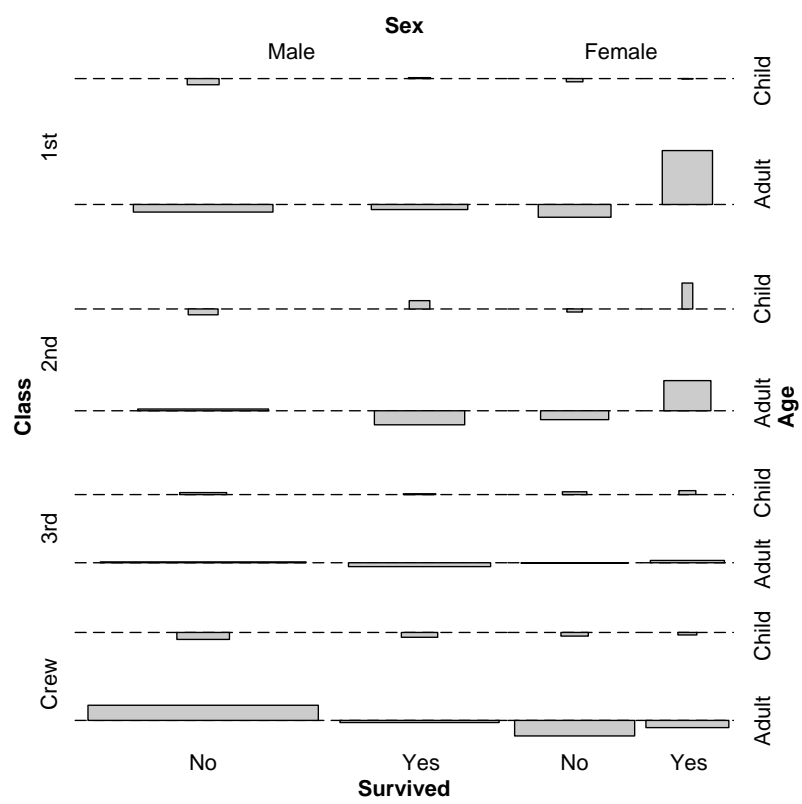 Sex
Male Female
Child
1st
Adult
Child
2nd
Adult
Class
Age
Child
3rd
Adult
Child
Crew
Adult
No Yes No Yes
Survived